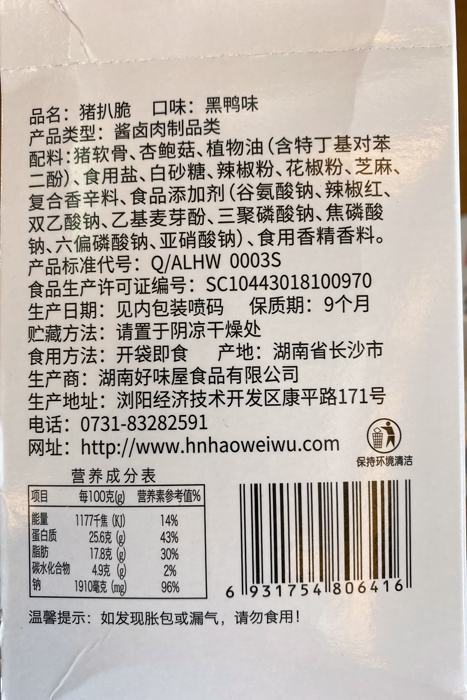 品名：猪扒脆　口味：黑鸭味
产品类型：酱卤肉制品类
配料：猪软骨、杏鲍菇、植物油（含特丁基对苯
二酚）、食用盐、白砂糖、辣椒粉、花椒粉、芝麻、
复合香辛料、食品添加剂（谷氨酸钠、辣椒红、
双乙酸钠、乙基麦芽酚、三聚磷酸钠、焦磷酸
钠、六偏磷酸钠、亚硝酸钠）、食用香精香料。
产品标准代号：Q/ALHW 0003S
食品生产许可证编号：SC10443018100970
生产日期：见内包装喷码　保质期：9个月
贮藏方法：请置于阴凉干燥处
食用方法：开袋即食　产地：湖南省长沙市
生产商：湖南好味屋食品有限公司
生产地址：浏阳经济技术开发区康平路171号
电话：0731-83282591
网址：http://www.hnhaoweiwu.com
保持环境清洁
营养成分表
项目　每100克(g)　营养素参考值%
能量　1177千焦（KJ）　14%
蛋白质　25.6克（g）　43%
脂肪　17.8克（g）　30%
碳水化合物　4.9克（g）　2%
钠　1910毫克（mg）　96%
6 931754 806416
温馨提示：如发现胀包或漏气，请勿食用！